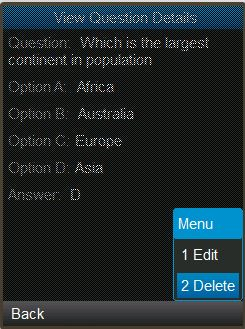 View Question Details
Question: Which is the largest
continent in population
Option A: Africa
Option B: Australia
Option C: Europe
Option D: Asia
Answer: D
Menu
1 Edit
2 Delete
Back